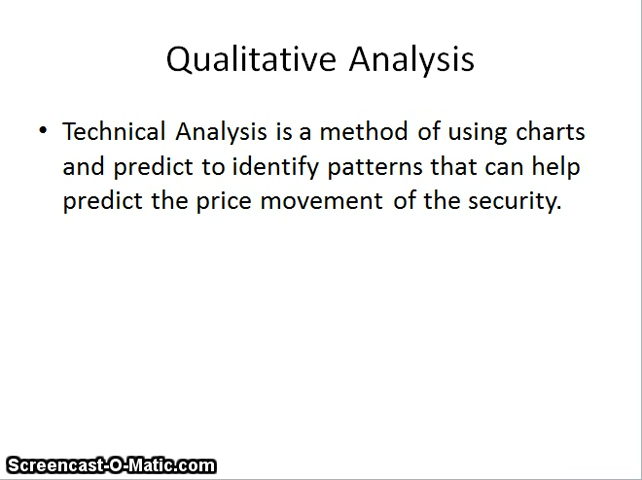 Qualitative Analysis
• Technical Analysis is a method of using charts
and predict to identify patterns that can help
predict the price movement of the security.
Screencast-O-Matic.com